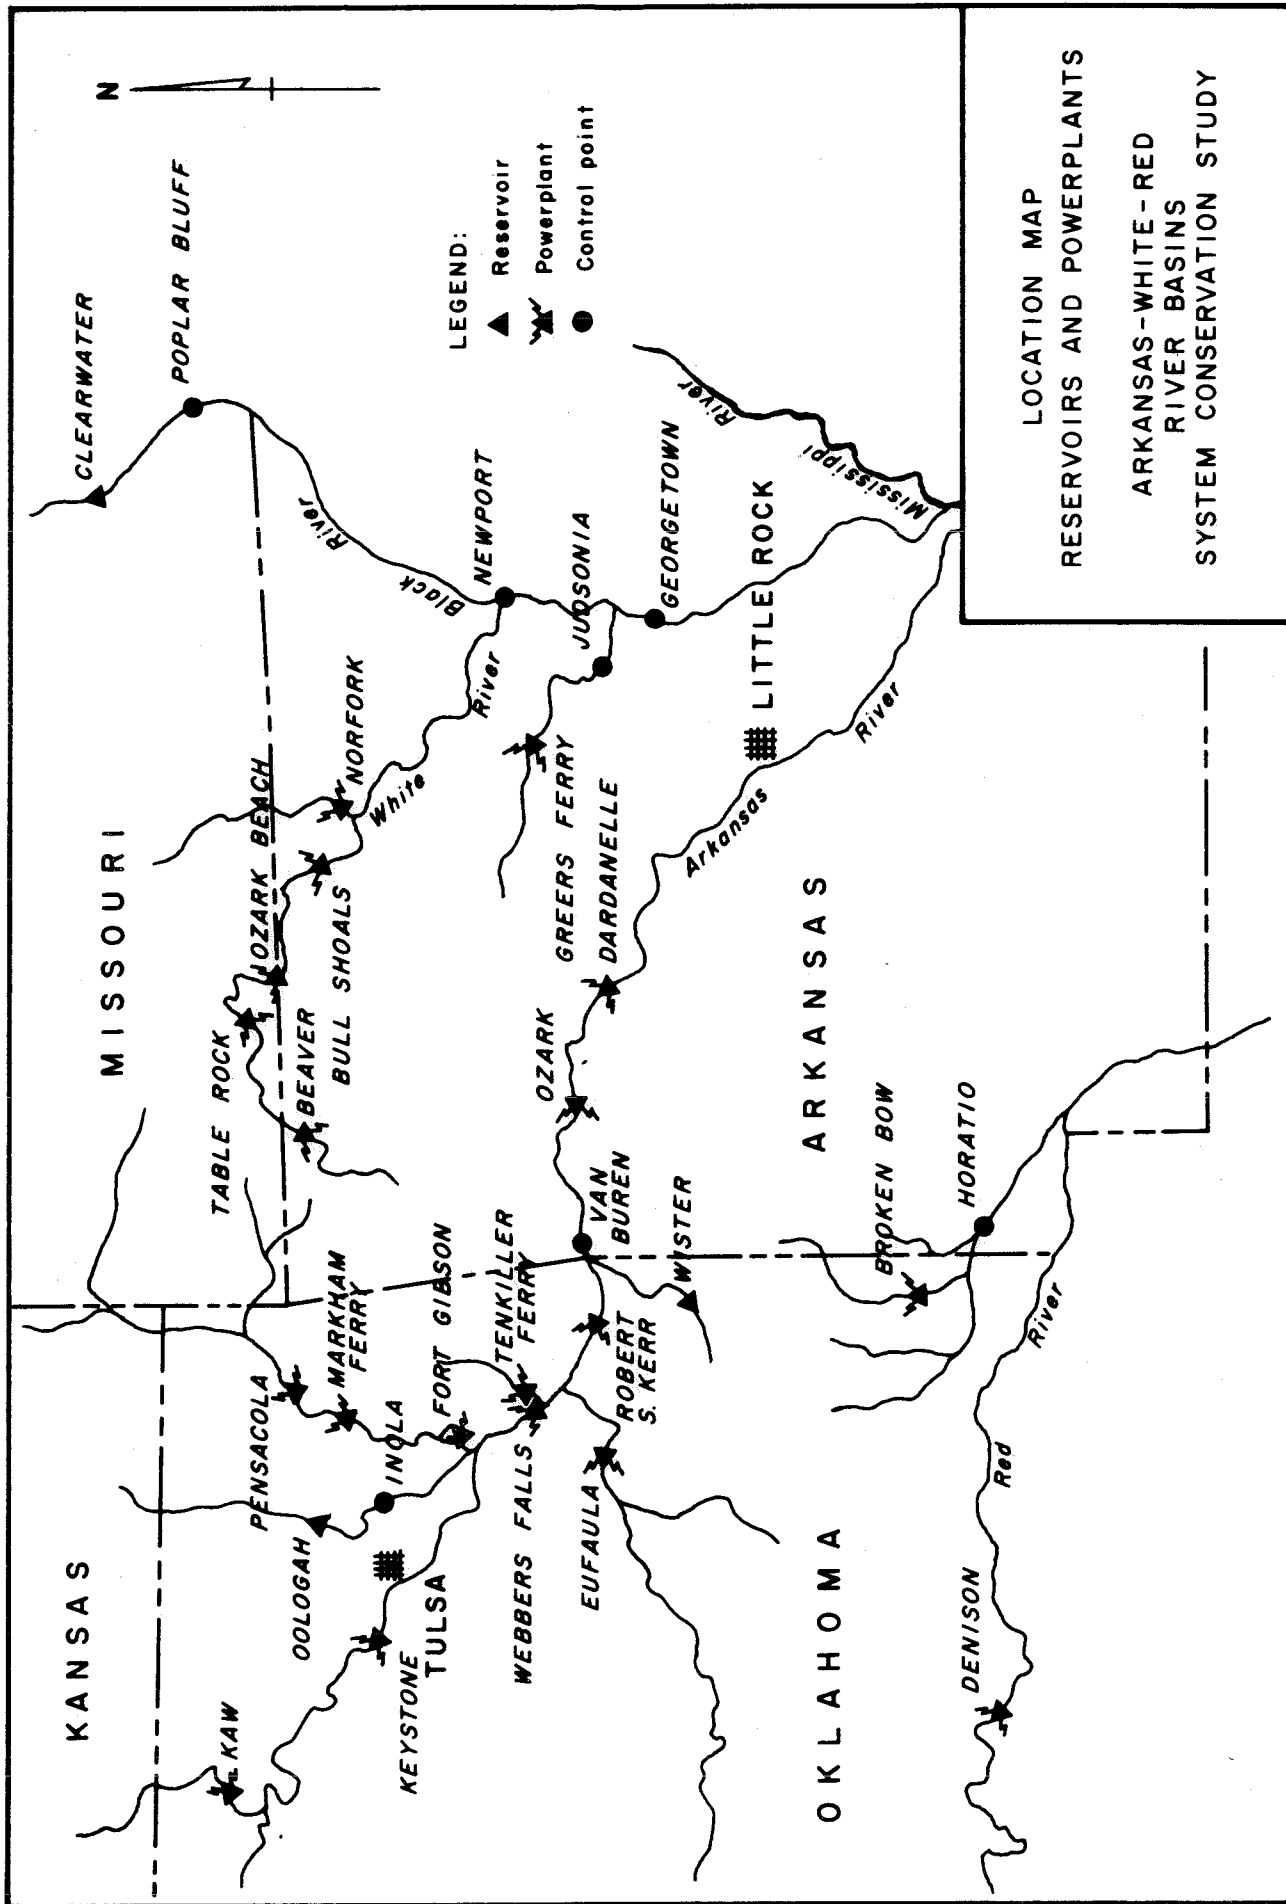 N
KANSAS
MISSOURI
CLEARWATER
POPLAR BLUFF
KAW
OOLOGAH
PENSACOLA
MARKHAM
FERRY
TABLE ROCK
OZARK BEACH
BEAVER
BULL SHOALS
NORFORK
White
River
Black
River
NEWPORT
JUDSONIA
GEORGETOWN
LEGEND:
Reservoir
Powerplant
Control point
KEYSTONE
TULSA
INOLA
FORT GIBSON
WEBBERS FALLS
TENKILLER
FERRY
EUFAULA
ROBERT
S. KERR
VAN
BUREN
WISTER
OZARK
GREERS FERRY
DARDANELLE
Arkansas
River
LITTLE ROCK
Mississippi
River
OKLAHOMA
ARKANSAS
BROKEN BOW
HORATIO
DENISON
Red
River
LOCATION MAP
RESERVOIRS AND POWERPLANTS
ARKANSAS-WHITE-RED
RIVER BASINS
SYSTEM CONSERVATION STUDY